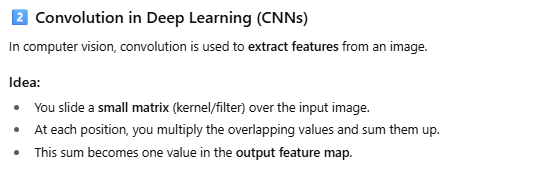 2 Convolution in Deep Learning (CNNs)
In computer vision, convolution is used to extract features from an image.
Idea:
• You slide a small matrix (kernel/filter) over the input image.
• At each position, you multiply the overlapping values and sum them up.
• This sum becomes one value in the output feature map.